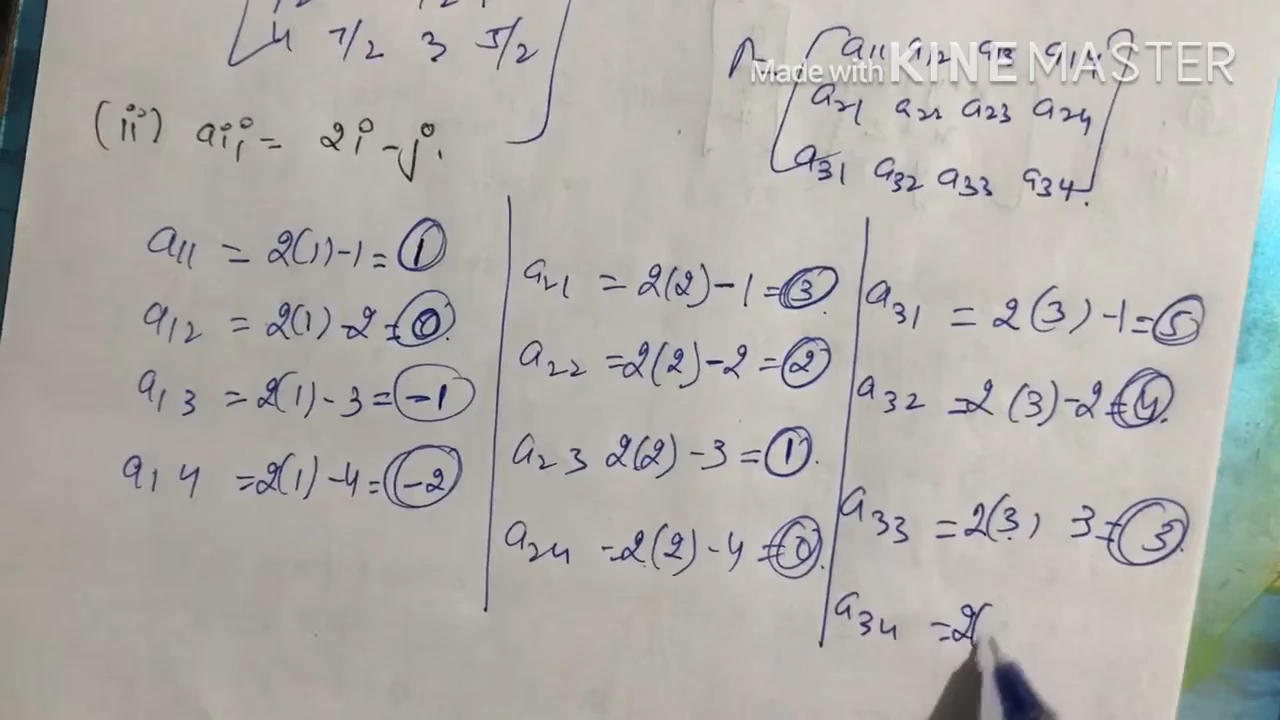 4 7/2 3 5/2
a11 a12 a13 a14
Made with KINEMASTER
a21 a22 a23 a24
a31 a32 a33 a34.
(ii) aij = 2i - j.
a11 = 2(1) - 1 = 1
a12 = 2(1) - 2 = 0.
a13 = 2(1) - 3 = -1
a14 = 2(1) - 4 = -2
a21 = 2(2) - 1 = 3
a22 = 2(2) - 2 = 2
a23 2(2) - 3 = 1.
a24 = 2(2) - 4 = 0.
a31 = 2(3) - 1 = 5
a32 = 2(3) - 2 = 4.
a33 = 2(3) 3 = 3.
a34 = 2(